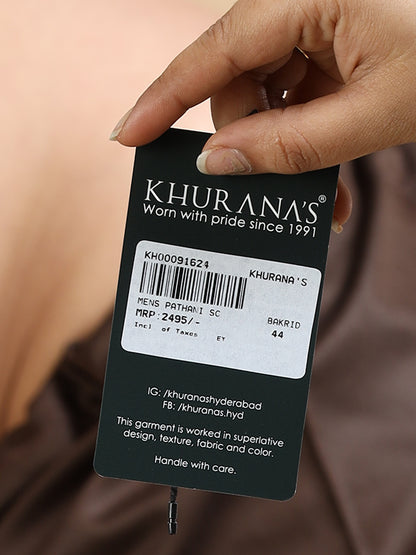 KHURANA'S®
Worn with pride since 1991
KH00091624
KHURANA'S
MENS PATHANI SC
MRP:2495/-
BAKRID
Incl of Taxes EY
44
IG: /khuranashyderabad
FB: /khuranas.hyd
This garment is worked in superlative
design, texture, fabric and color.
Handle with care.